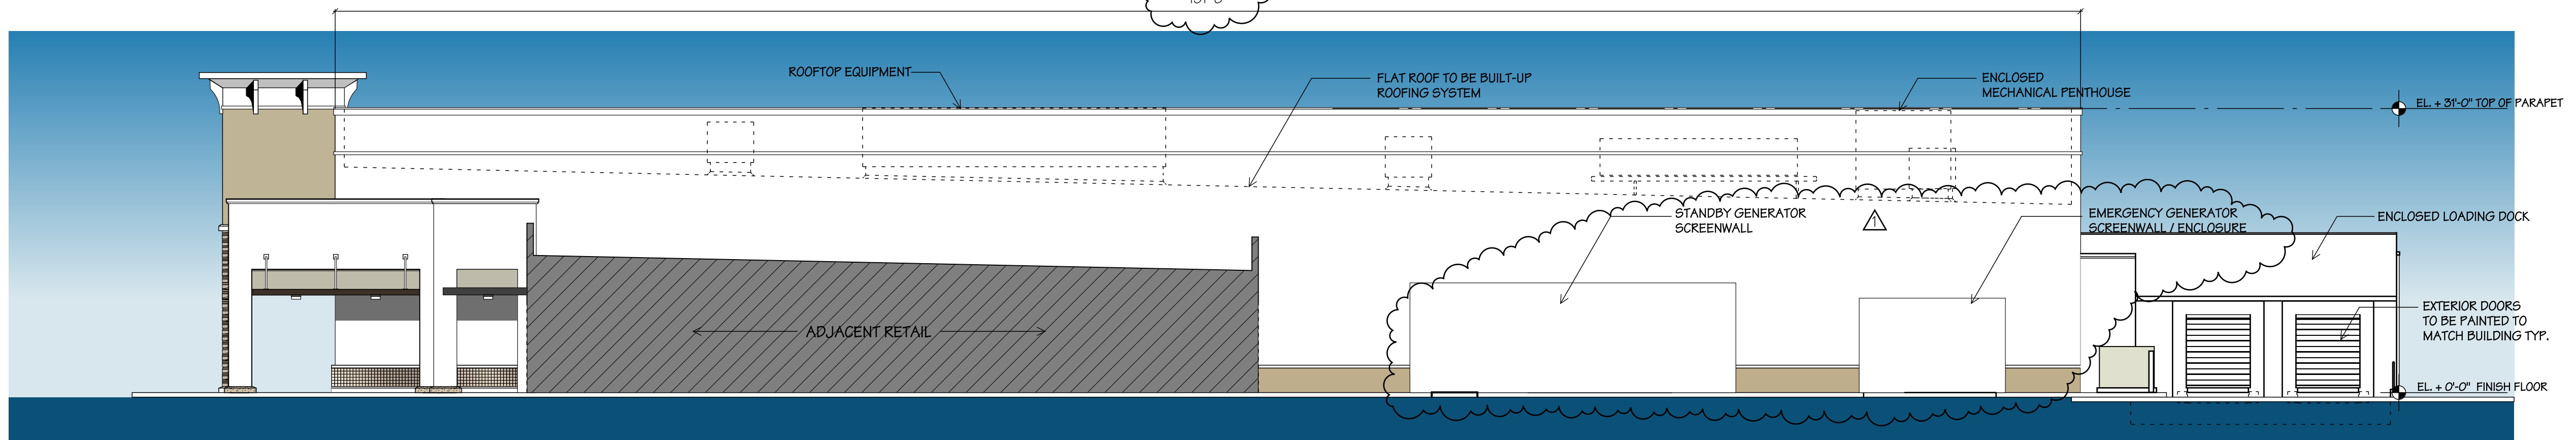 ROOFTOP EQUIPMENT
FLAT ROOF TO BE BUILT-UP
ROOFING SYSTEM
ENCLOSED
MECHANICAL PENTHOUSE
EL. + 31'-0" TOP OF PARAPET
STANDBY GENERATOR
SCREENWALL
1
EMERGENCY GENERATOR
SCREENWALL / ENCLOSURE
ENCLOSED LOADING DOCK
ADJACENT RETAIL
EXTERIOR DOORS
TO BE PAINTED TO
MATCH BUILDING TYP.
EL. + 0'-0" FINISH FLOOR